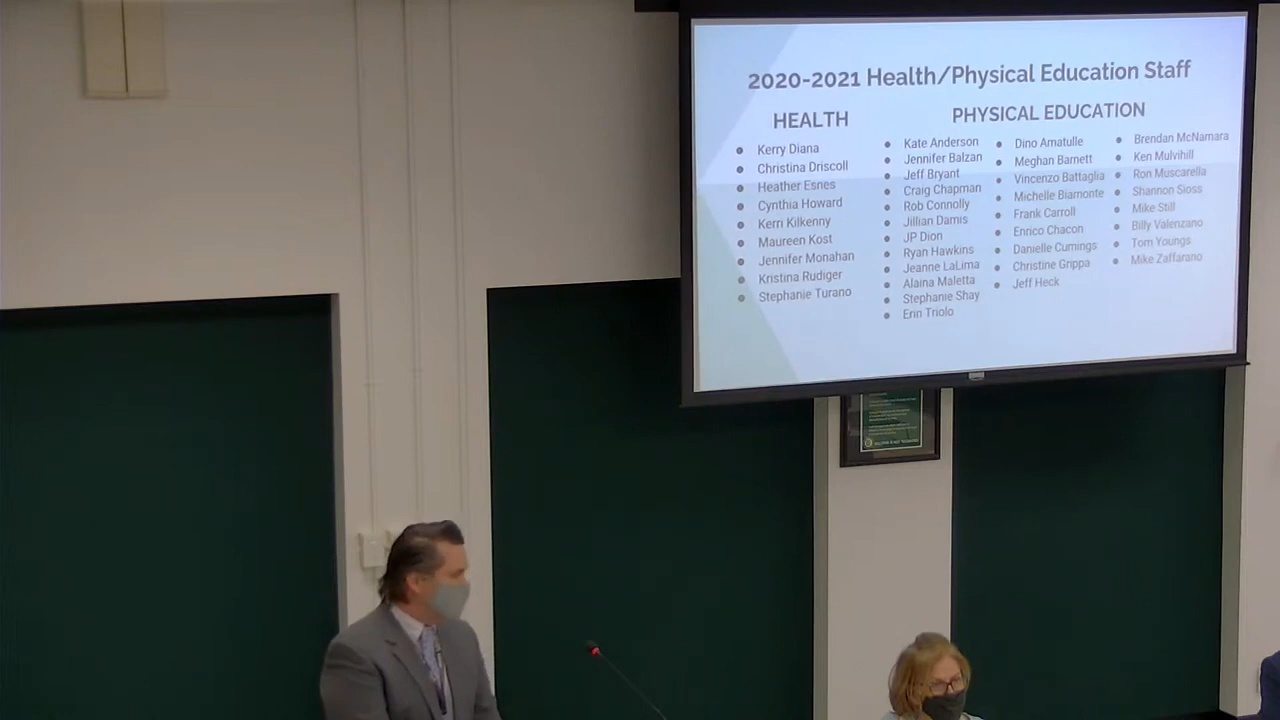 2020-2021 Health/Physical Education Staff
HEALTH
Kerry Diana
Christina Driscoll
Heather Esnes
Cynthia Howard
Kerri Kilkenny
Maureen Kost
Jennifer Monahan
Kristina Rudiger
Stephanie Turano
PHYSICAL EDUCATION
Kate Anderson
Jennifer Balzan
Jeff Bryant
Craig Chapman
Rob Connolly
Jillian Damis
JP Dion
Ryan Hawkins
Jeanne LaLima
Alaina Maletta
Stephanie Shay
Erin Triolo
Dino Amatulle
Meghan Barnett
Vincenzo Battaglia
Michelle Biamonte
Frank Carroll
Enrico Chacon
Danielle Cumings
Christine Grippa
Jeff Heck
Brendan McNamara
Ken Mulvihill
Ron Muscarella
Shannon Sioss
Mike Still
Billy Valenzano
Tom Youngs
Mike Zaffarano